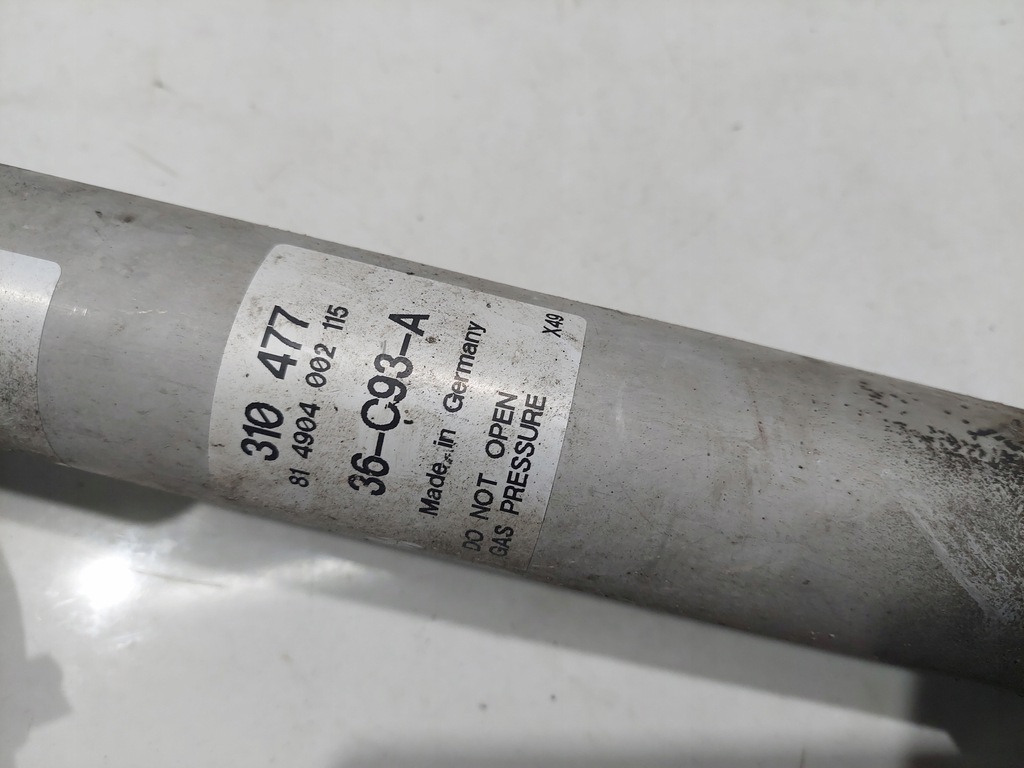 310 477
81 4904 002 115
36-C93-A
Made in Germany
DO NOT OPEN
GAS PRESSURE
X49